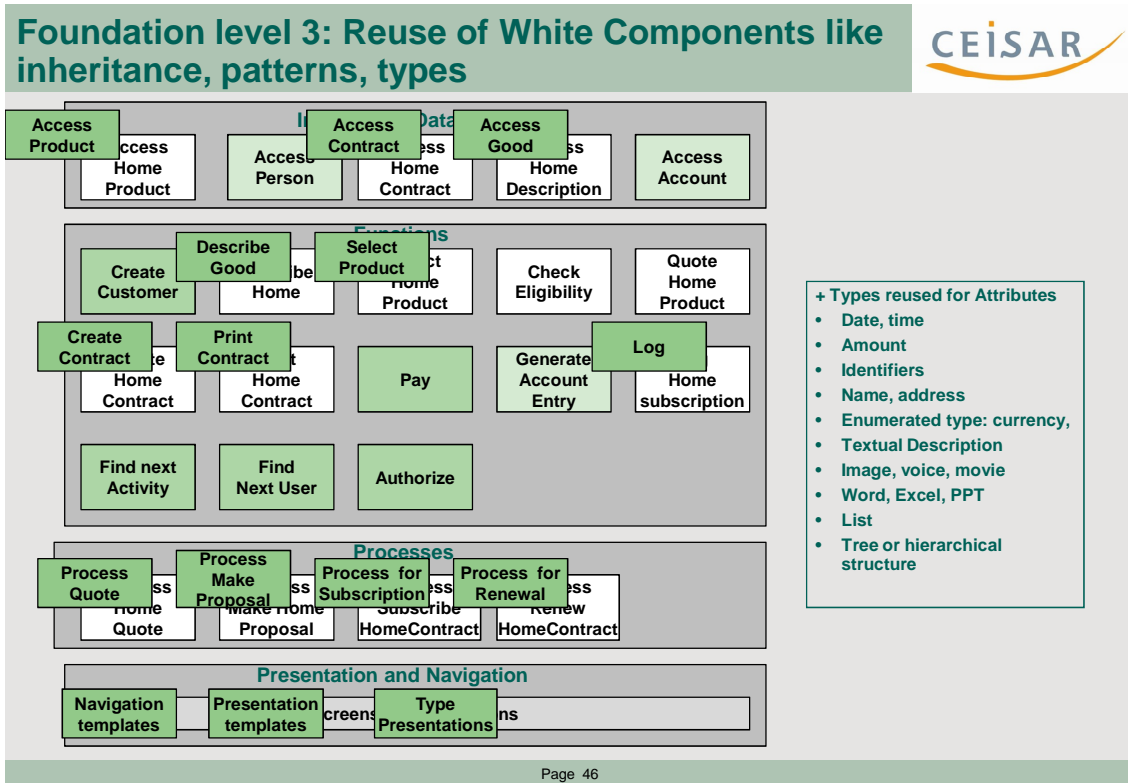 Foundation level 3: Reuse of White Components like
inheritance, patterns, types
CEISAR
Access
Product
Home
Product
Access
Person
Access
Contract
Home
Contract
Access
Good
Home
Description
Access
Account
Functions
Create
Customer
Describe
Good
Home
Select
Product
Home
Product
Check
Eligibility
Quote
Home
Product
Create
Contract
Home
Contract
Print
Contract
Home
Contract
Pay
Generate
Account
Entry
Log
Home
subscription
Find next
Activity
Find
Next User
Authorize
Processes
Process
Quote
Home
Quote
Process
Make
Proposal
Make Home
Proposal
Process for
Subscription
Subscribe
HomeContract
Process for
Renewal
Renew
HomeContract
Presentation and Navigation
Navigation
templates
Presentation
templates
Type
Presentations
+ Types reused for Attributes
• Date, time
• Amount
• Identifiers
• Name, address
• Enumerated type: currency,
• Textual Description
• Image, voice, movie
• Word, Excel, PPT
• List
• Tree or hierarchical
structure
Page 46